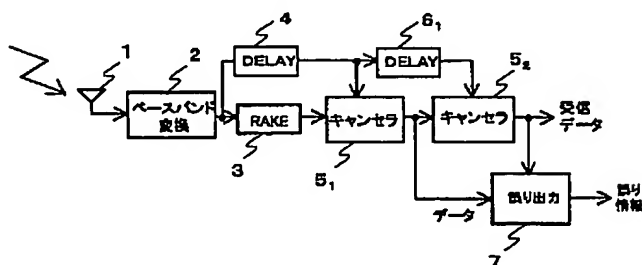 1
2
4
6₁
DELAY
DELAY
5₂
ベースバンド
変換
RAKE
キャンセラ
キャンセラ
受信
データ
3
5₁
データ
誤り出力
誤り
情報
7